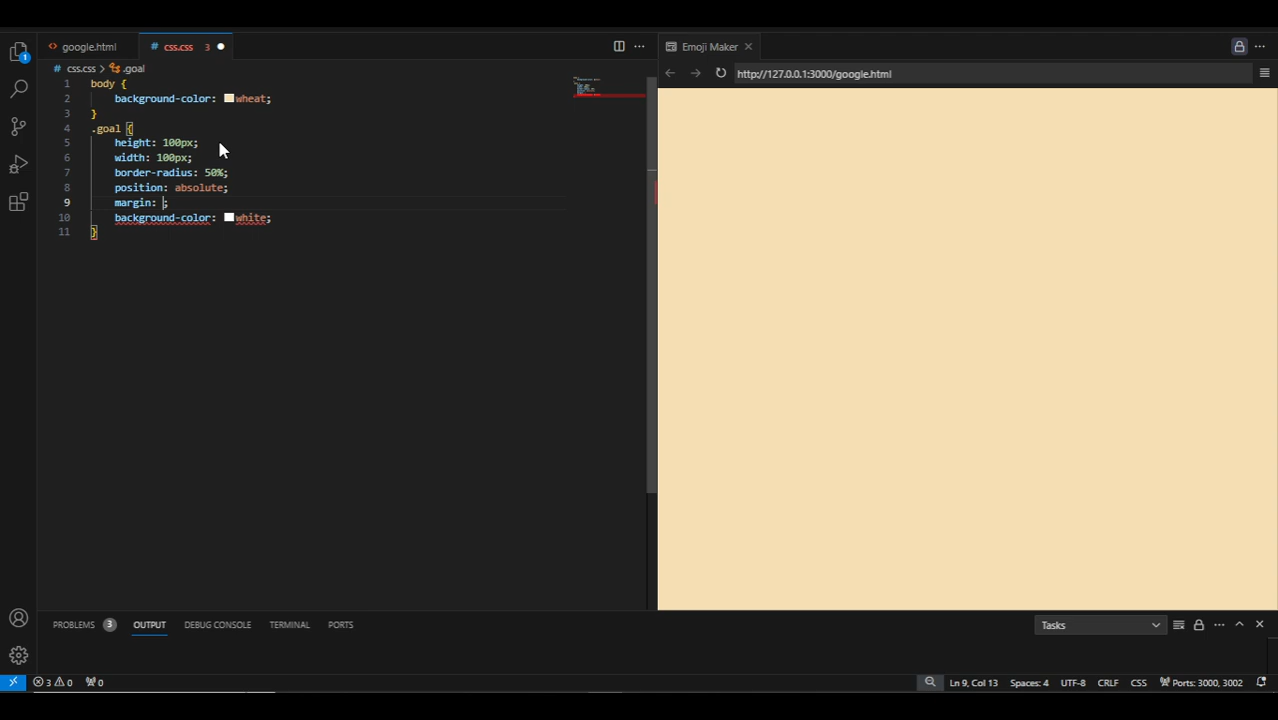 google.html
css.css 3
Emoji Maker
css.css > .goal
http://127.0.0.1:3000/google.html
1
1 body {
2 background-color: wheat;
3 }
4 .goal {
5 height: 100px;
6 width: 100px;
7 border-radius: 50%;
8 position: absolute;
9 margin: ;
10 background-color: white;
11 }
PROBLEMS 3 OUTPUT DEBUG CONSOLE TERMINAL PORTS
Tasks
3 0 0
Ln 9, Col 13 Spaces: 4 UTF-8 CRLF CSS Ports: 3000, 3002